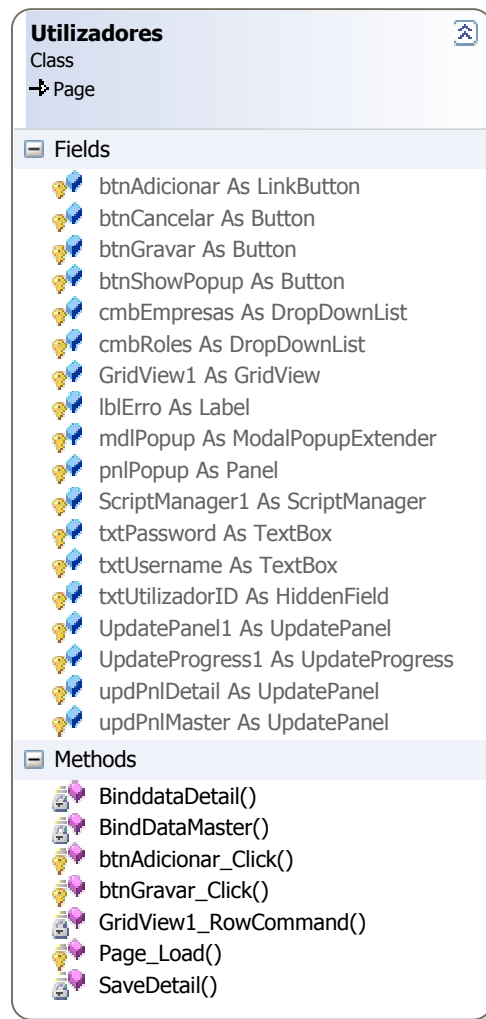 Utilizadores
Class
Page
Fields
btnAdicionar As LinkButton
btnCancelar As Button
btnGravar As Button
btnShowPopup As Button
cmbEmpresas As DropDownList
cmbRoles As DropDownList
GridView1 As GridView
lblErro As Label
mdlPopup As ModalPopupExtender
pnlPopup As Panel
ScriptManager1 As ScriptManager
txtPassword As TextBox
txtUsername As TextBox
txtUtilizadorID As HiddenField
UpdatePanel1 As UpdatePanel
UpdateProgress1 As UpdateProgress
updPnlDetail As UpdatePanel
updPnlMaster As UpdatePanel
Methods
BinddataDetail()
BindDataMaster()
btnAdicionar_Click()
btnGravar_Click()
GridView1_RowCommand()
Page_Load()
SaveDetail()